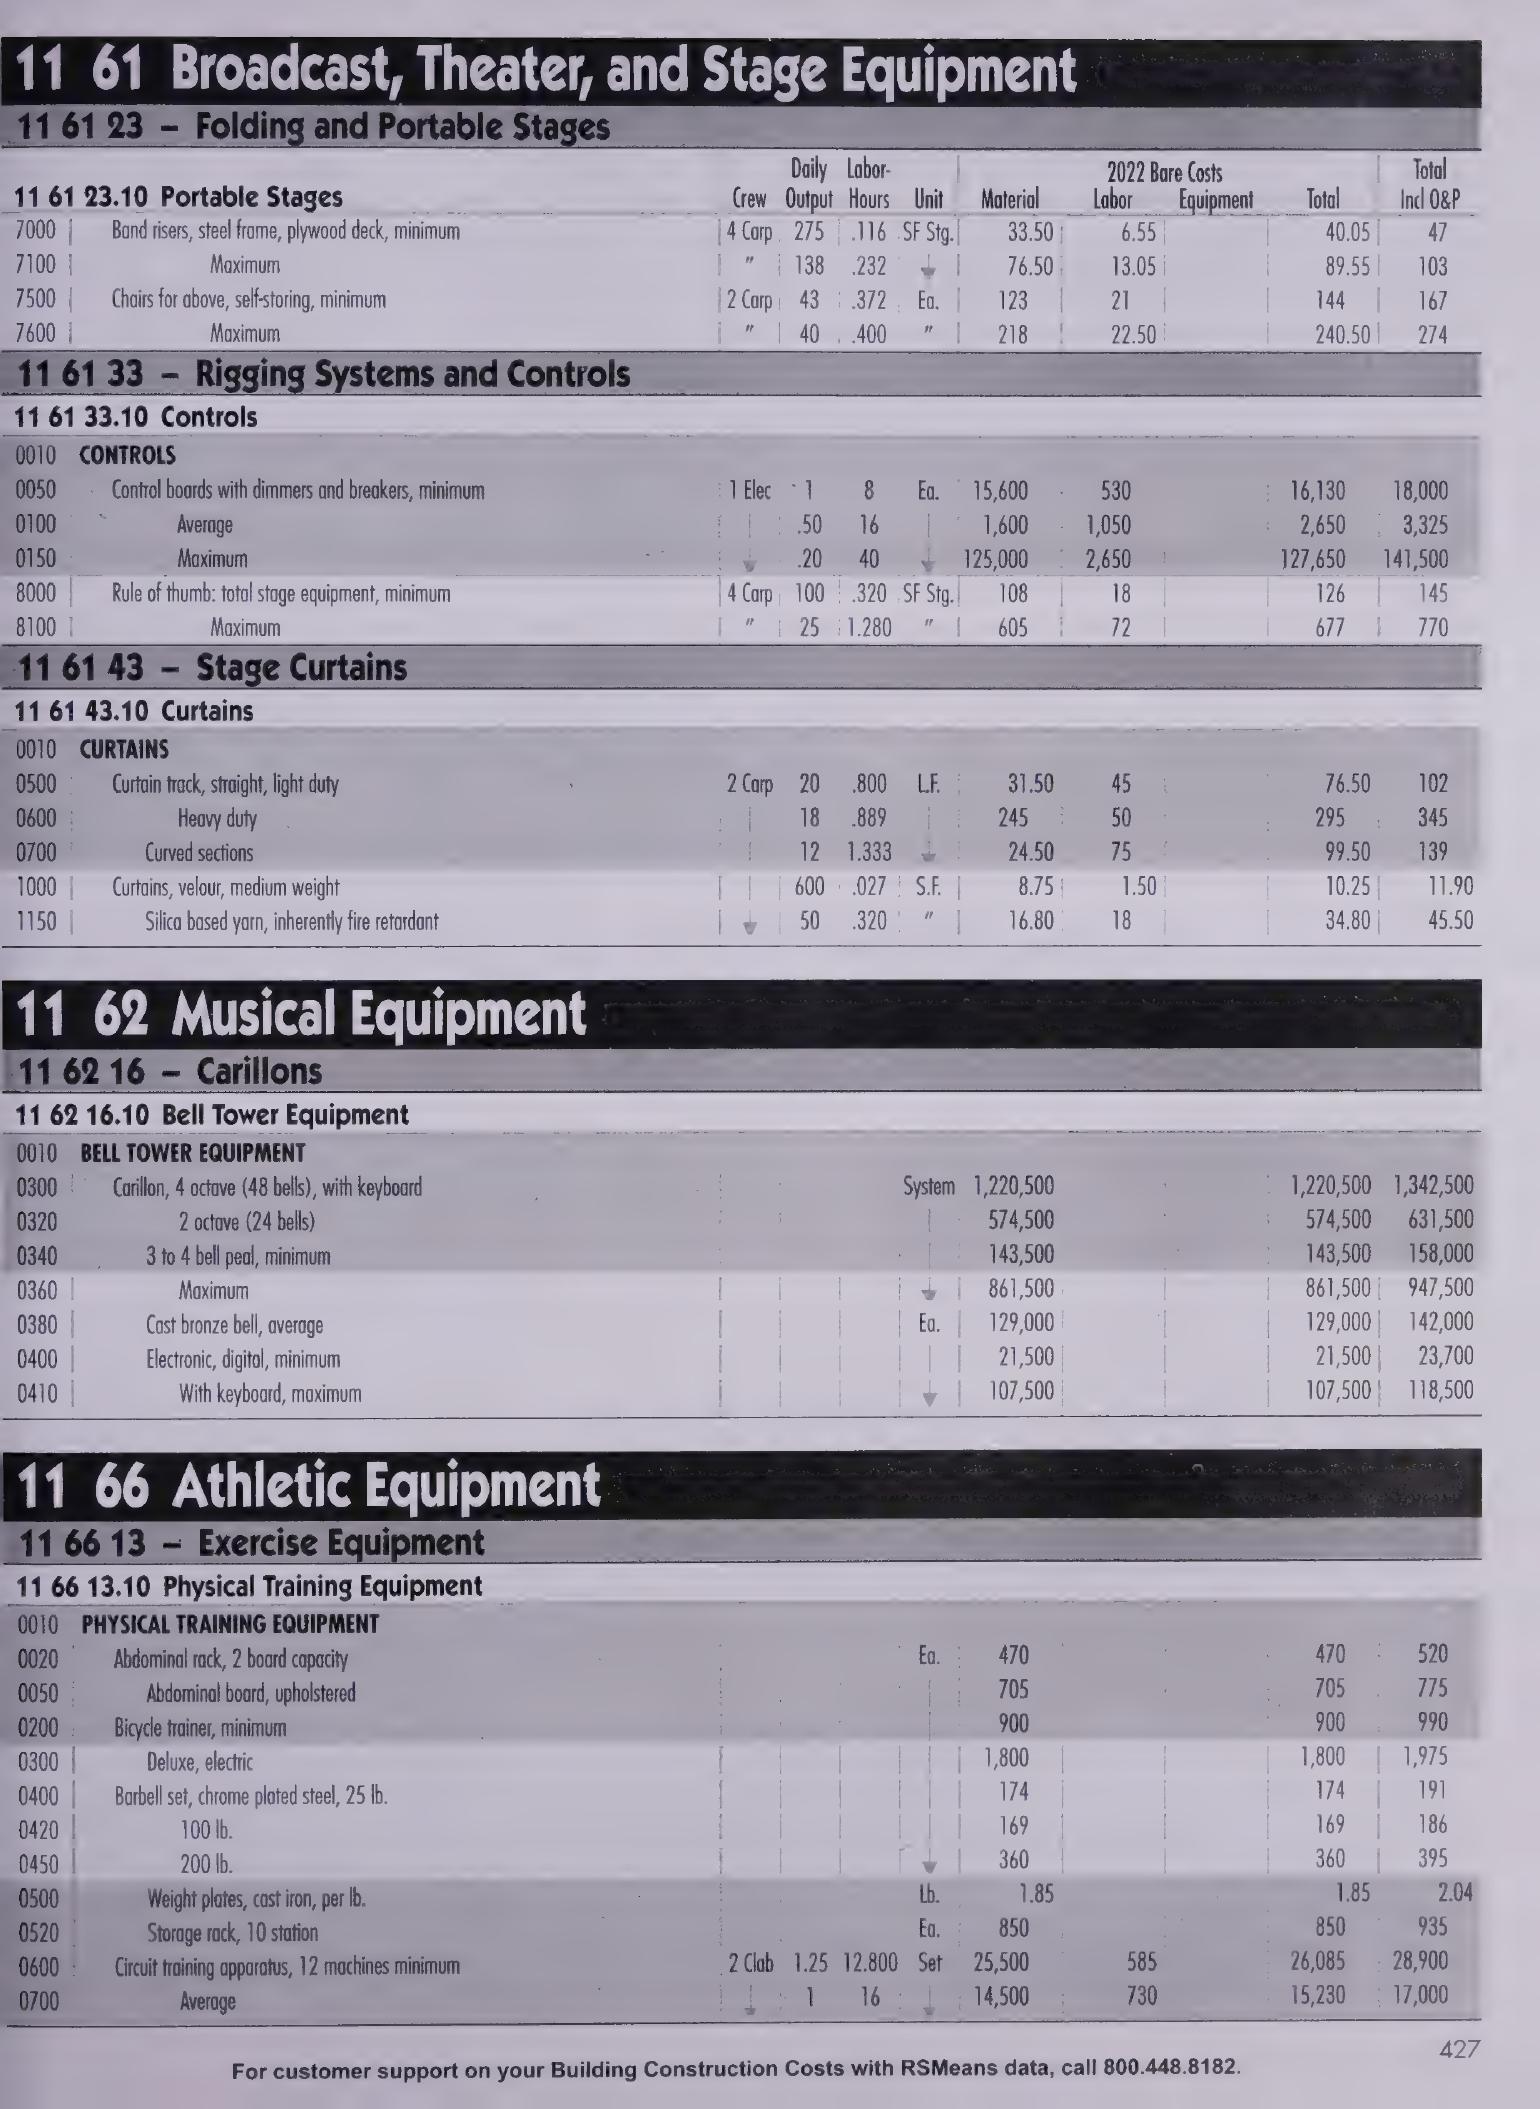 11 61 Broadcast, Theater, and Stage Equipment
11 61 23 – Folding and Portable Stages
Daily Labor- 2022 Bare Costs Total
11 61 23.10 Portable Stages Crew Output Hours Unit Material Labor Equipment Total Incl O&P
7000 Band risers, steel frame, plywood deck, minimum 4 Carp 275 .116 SF Stg. 33.50 6.55 40.05 47
7100 Maximum " 138 .232 76.50 13.05 89.55 103
7500 Chairs for above, self-storing, minimum 2 Carp 43 .372 Ea. 123 21 144 167
7600 Maximum " 40 .400 " 218 22.50 240.50 274
11 61 33 – Rigging Systems and Controls
11 61 33.10 Controls
0010 CONTROLS
0050 Control boards with dimmers and breakers, minimum 1 Elec 1 8 Ea. 15,600 530 16,130 18,000
0100 Average .50 16 1,600 1,050 2,650 3,325
0150 Maximum .20 40 125,000 2,650 127,650 141,500
8000 Rule of thumb: total stage equipment, minimum 4 Carp 100 .320 SF Stg. 108 18 126 145
8100 Maximum " 25 1.280 " 605 72 677 770
11 61 43 – Stage Curtains
11 61 43.10 Curtains
0010 CURTAINS
0500 Curtain track, straight, light duty 2 Carp 20 .800 L.F. 31.50 45 76.50 102
0600 Heavy duty 18 .889 245 50 295 345
0700 Curved sections 12 1.333 24.50 75 99.50 139
1000 Curtains, velour, medium weight 600 .027 S.F. 8.75 1.50 10.25 11.90
1150 Silica based yarn, inherently fire retardant 50 .320 " 16.80 18 34.80 45.50
11 62 Musical Equipment
11 62 16 – Carillons
11 62 16.10 Bell Tower Equipment
0010 BELL TOWER EQUIPMENT
0300 Carillon, 4 octave (48 bells), with keyboard System 1,220,500 1,220,500 1,342,500
0320 2 octave (24 bells) 574,500 574,500 631,500
0340 3 to 4 bell peal, minimum 143,500 143,500 158,000
0360 Maximum 861,500 861,500 947,500
0380 Cast bronze bell, average Ea. 129,000 129,000 142,000
0400 Electronic, digital, minimum 21,500 21,500 23,700
0410 With keyboard, maximum 107,500 107,500 118,500
11 66 Athletic Equipment
11 66 13 – Exercise Equipment
11 66 13.10 Physical Training Equipment
0010 PHYSICAL TRAINING EQUIPMENT
0020 Abdominal rack, 2 board capacity Ea. 470 470 520
0050 Abdominal board, upholstered 705 705 775
0200 Bicycle trainer, minimum 900 900 990
0300 Deluxe, electric 1,800 1,800 1,975
0400 Barbell set, chrome plated steel, 25 lb. 174 174 191
0420 100 lb. 169 169 186
0450 200 lb. 360 360 395
0500 Weight plates, cast iron, per lb. Lb. 1.85 1.85 2.04
0520 Storage rack, 10 station Ea. 850 850 935
0600 Circuit training apparatus, 12 machines minimum 2 Clab 1.25 12.800 Set 25,500 585 26,085 28,900
0700 Average 1 16 14,500 730 15,230 17,000
427
For customer support on your Building Construction Costs with RSMeans data, call 800.448.8182.